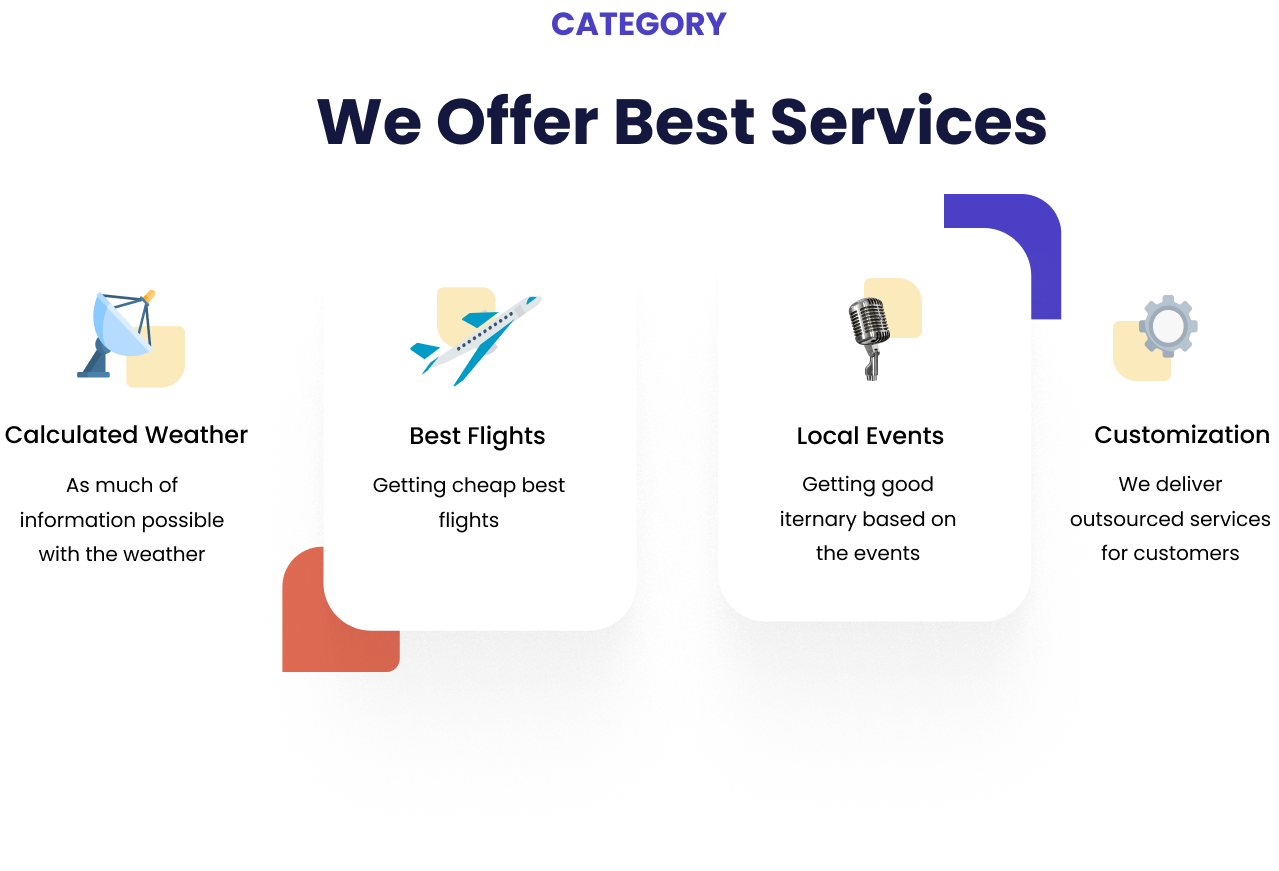 CATEGORY
We Offer Best Services
Calculated Weather
As much of
information possible
with the weather
Best Flights
Getting cheap best
flights
Local Events
Getting good
iternary based on
the events
Customization
We deliver
outsourced services
for customers